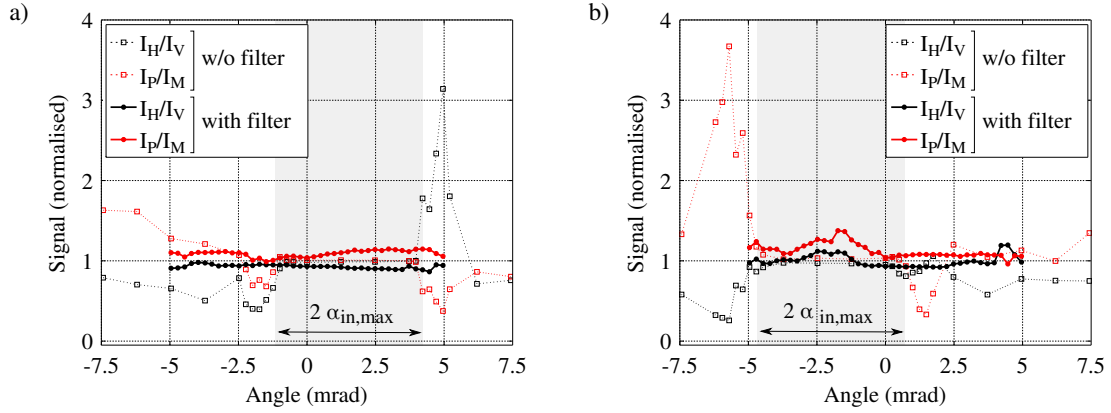 a)
4
3
2
1
0
Signal (normalised)
I_H/I_V
I_P/I_M
w/o filter
I_H/I_V
I_P/I_M
with filter
2 α_in,max
-7.5 -5 -2.5 0 2.5 5 7.5
Angle (mrad)
b)
4
3
2
1
0
Signal (normalised)
I_H/I_V
I_P/I_M
w/o filter
I_H/I_V
I_P/I_M
with filter
2 α_in,max
-7.5 -5 -2.5 0 2.5 5 7.5
Angle (mrad)